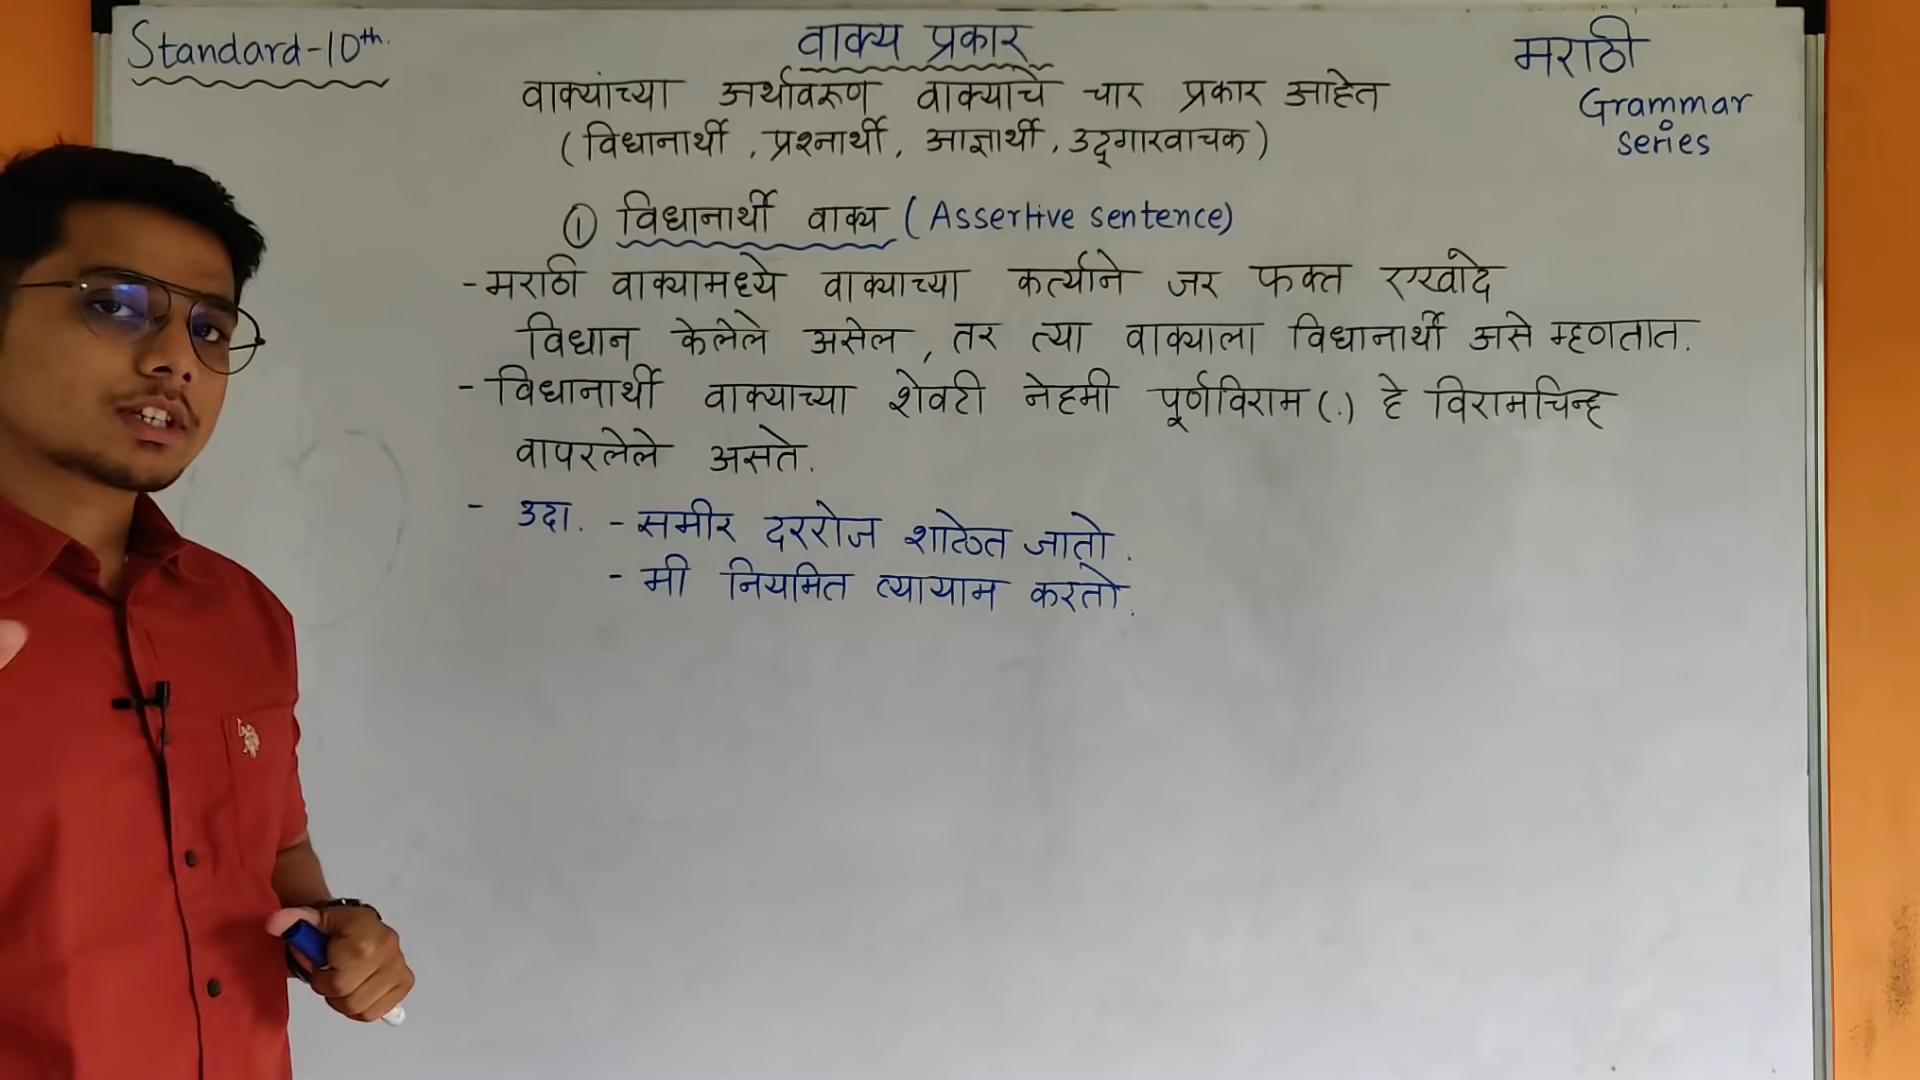 Standard-10th.
वाक्य प्रकार
मराठी
Grammar
series
वाक्यांच्या अर्थावरूण वाक्याचे चार प्रकार आहेत
(विधानार्थी, प्रश्नार्थी, आज्ञार्थी, उद्गारवाचक)
① विधानार्थी वाक्य (Assertive sentence)
- मराठी वाक्यामध्ये वाक्याच्या कर्त्याने जर फक्त एखादे
विधान केलेले असेल, तर त्या वाक्याला विधानार्थी असे म्हणतात.
- विधानार्थी वाक्याच्या शेवटी नेहमी पूर्णविराम (.) हे विरामचिन्ह
वापरलेले असते.
- उदा. - समीर दररोज शाळेत जातो.
- मी नियमित व्यायाम करतो.